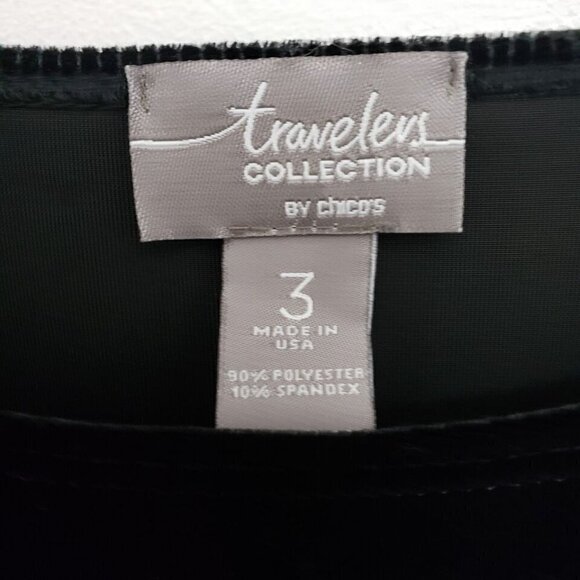 travelers
COLLECTION
BY chico's
3
MADE IN
USA
90% POLYESTER
10% SPANDEX